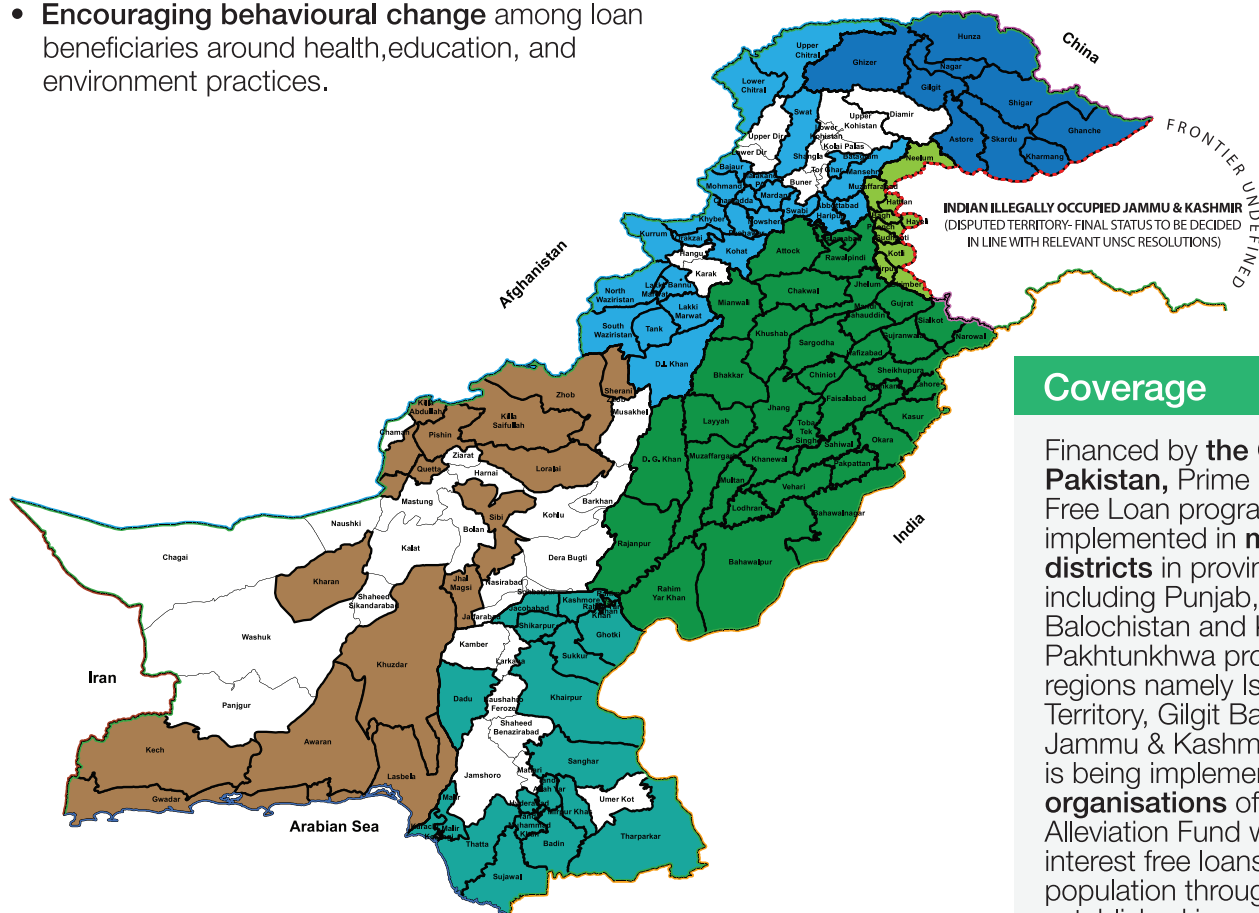 • Encouraging behavioural change among loan
beneficiaries around health,education, and
environment practices.
China
FRONTIER UNDEFINED
INDIAN ILLEGALLY OCCUPIED JAMMU & KASHMIR
(DISPUTED TERRITORY- FINAL STATUS TO BE DECIDED
IN LINE WITH RELEVANT UNSC RESOLUTIONS)
Afghanistan
India
Iran
Arabian Sea
Upper
Chitral
Lower
Chitral
Ghizer
Hunza
Nagar
Gilgit
Shigar
Ghanche
Skardu
Astore
Kharmang
Diamir
Upper
Kohistan
Kolai Palas
Swat
Upper Dir
Lower Dir
Shangla
Buner
Batagram
Neelum
Bajaur
Mohmand
Mardan
Swabi
Haripur
Khyber
Kurrum
Kohat
Hangu
Karak
Hattian
Kotli
Attock
Rawalpindi
Chakwal
Jhelum
Gujrat
Sialkot
Narowal
North
Waziristan
South
Waziristan
Bannu
Lakki
Marwat
Tank
D.I. Khan
Mianwali
Khushab
Sargodha
Gujranwala
Hafizabad
Sheikhupura
Lahore
Bhakkar
Chiniot
Faisalabad
Kasur
Jhang
Layyah
Toba
Tek
Singh
Sahiwal
Okara
Pakpattan
Khanewal
Muzaffargarh
Multan
Vehari
Lodhran
Bahawalnagar
D. G. Khan
Rajanpur
Bahawalpur
Rahim
Yar Khan
Zhob
Sherani
Musakhel
Killa
Abdullah
Killa
Saifullah
Chaman
Pishin
Ziarat
Quetta
Harnai
Loralai
Mastung
Sibi
Barkhan
Kohlu
Bolan
Naushki
Chagai
Kalat
Dera Bugti
Kharan
Jhal
Magsi
Nasirabad
Shaheed
Sikandarabad
Washuk
Khuzdar
Panjgur
Kech
Awaran
Gwadar
Lasbela
Jacobabad
Kashmore
Shikarpur
Ghotki
Kamber
Larkana
Sukkur
Khairpur
Dadu
Feroze
Shaheed
Benazirabad
Sanghar
Jamshoro
Matiari
Umer Kot
Mirpur Khas
Tharparkar
Badin
Thatta
Sujawal
Malir
Coverage
Financed by the
Pakistan, Prime
Free Loan progra
implemented in
districts in provin
including Punjab,
Balochistan and
Pakhtunkhwa pro
regions namely Is
Territory, Gilgit Ba
Jammu & Kashm
is being implemen
organisations of
Alleviation Fund
interest free loans
population throug